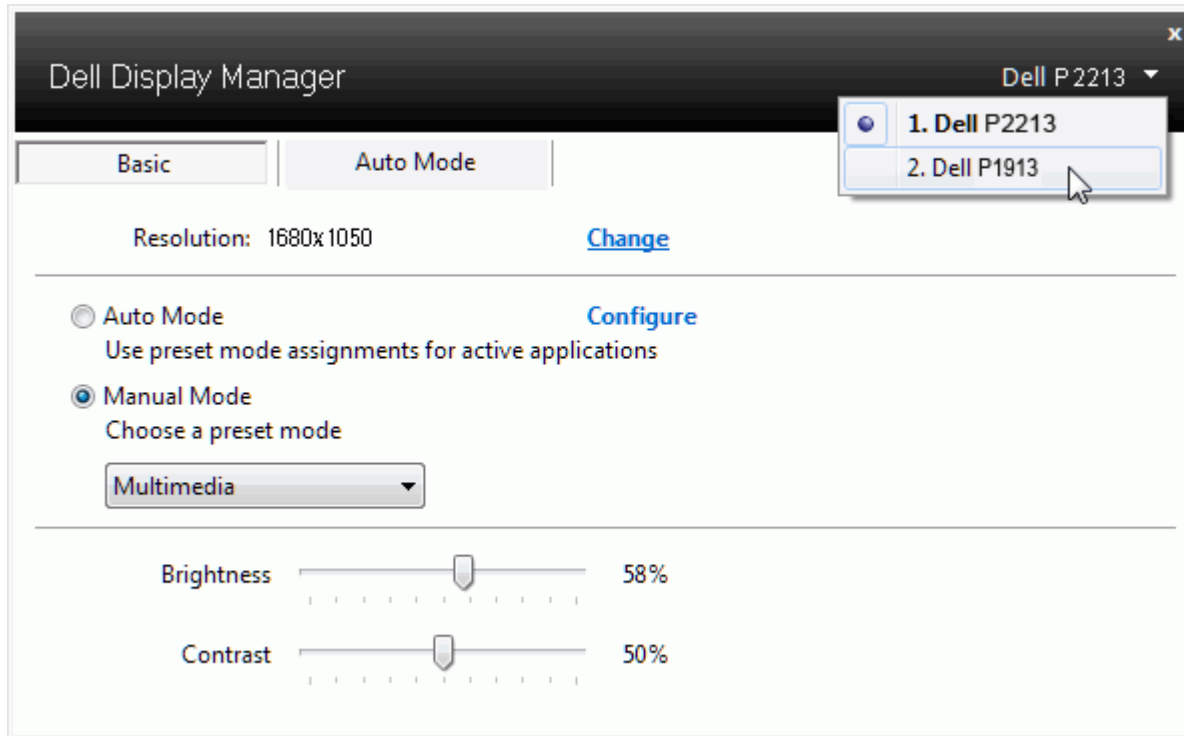 x
Dell Display Manager
Dell P2213
1. Dell P2213
2. Dell P1913
Basic
Auto Mode
Resolution: 1680x1050 Change
Auto Mode Configure
Use preset mode assignments for active applications
Manual Mode
Choose a preset mode
Multimedia
Brightness 58%
Contrast 50%